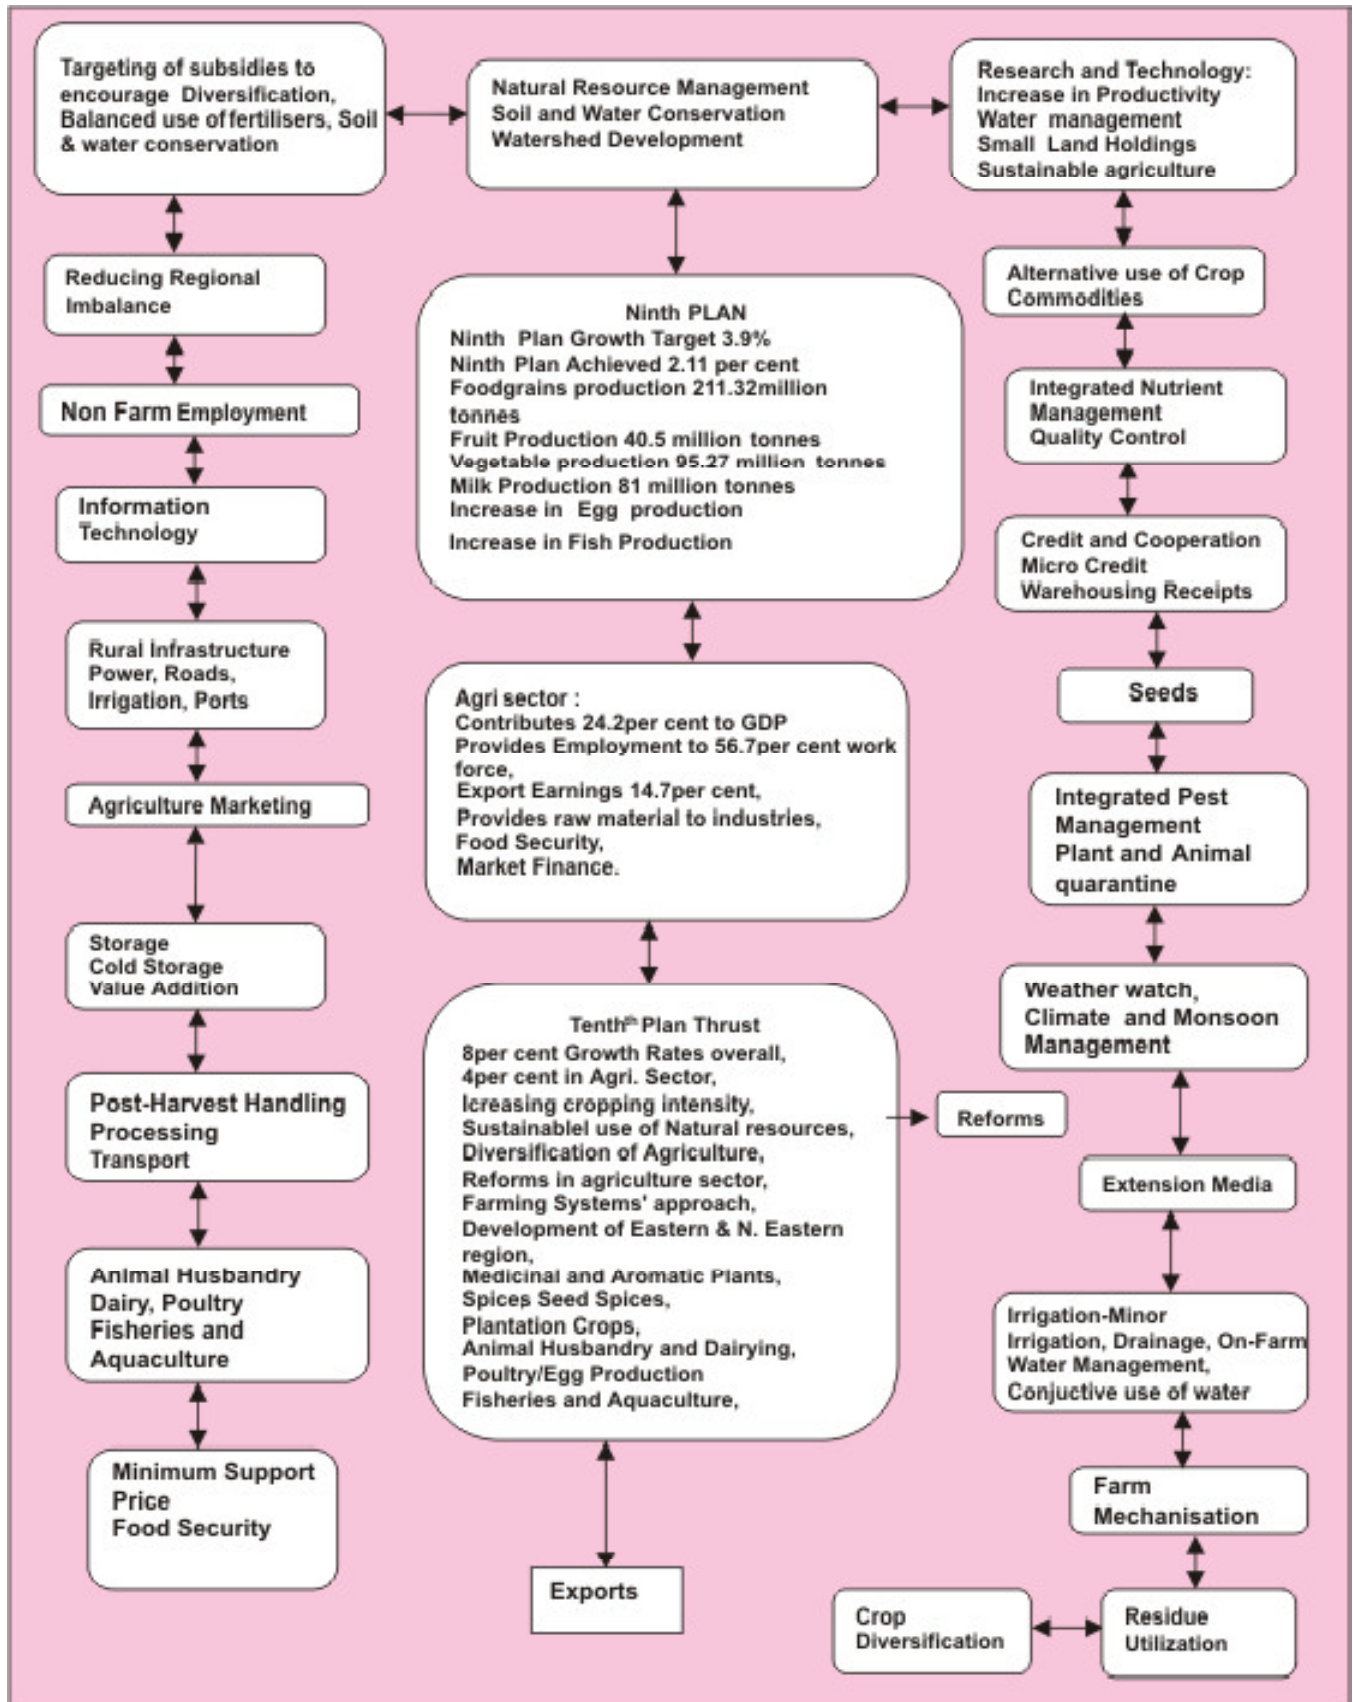 Targeting of subsidies to
encourage Diversification,
Balanced use of fertilisers, Soil
& water conservation
Natural Resource Management
Soil and Water Conservation
Watershed Development
Research and Technology:
Increase in Productivity
Water management
Small Land Holdings
Sustainable agriculture
Reducing Regional
Imbalance
Non Farm Employment
Information
Technology
Rural Infrastructure
Power, Roads,
Irrigation, Ports
Agriculture Marketing
Storage
Cold Storage
Value Addition
Post-Harvest Handling
Processing
Transport
Animal Husbandry
Dairy, Poultry
Fisheries and
Aquaculture
Minimum Support
Price
Food Security
Ninth PLAN
Ninth Plan Growth Target 3.9%
Ninth Plan Achieved 2.11 per cent
Foodgrains production 211.32million
tonnes
Fruit Production 40.5 million tonnes
Vegetable production 95.27 million tonnes
Milk Production 81 million tonnes
Increase in Egg production
Increase in Fish Production
Agri sector :
Contributes 24.2per cent to GDP
Provides Employment to 56.7per cent work
force,
Export Earnings 14.7per cent,
Provides raw material to industries,
Food Security,
Market Finance.
Tenthth Plan Thrust
8per cent Growth Rates overall,
4per cent in Agri. Sector,
Icreasing cropping intensity,
Sustainablel use of Natural resources,
Diversification of Agriculture,
Reforms in agriculture sector,
Farming Systems' approach,
Development of Eastern & N. Eastern
region,
Medicinal and Aromatic Plants,
Spices Seed Spices,
Plantation Crops,
Animal Husbandry and Dairying,
Poultry/Egg Production
Fisheries and Aquaculture,
Reforms
Exports
Alternative use of Crop
Commodities
Integrated Nutrient
Management
Quality Control
Credit and Cooperation
Micro Credit
Warehousing Receipts
Seeds
Integrated Pest
Management
Plant and Animal
quarantine
Weather watch,
Climate and Monsoon
Management
Extension Media
Irrigation-Minor
Irrigation, Drainage, On-Farm
Water Management,
Conjuctive use of water
Farm
Mechanisation
Residue
Utilization
Crop
Diversification